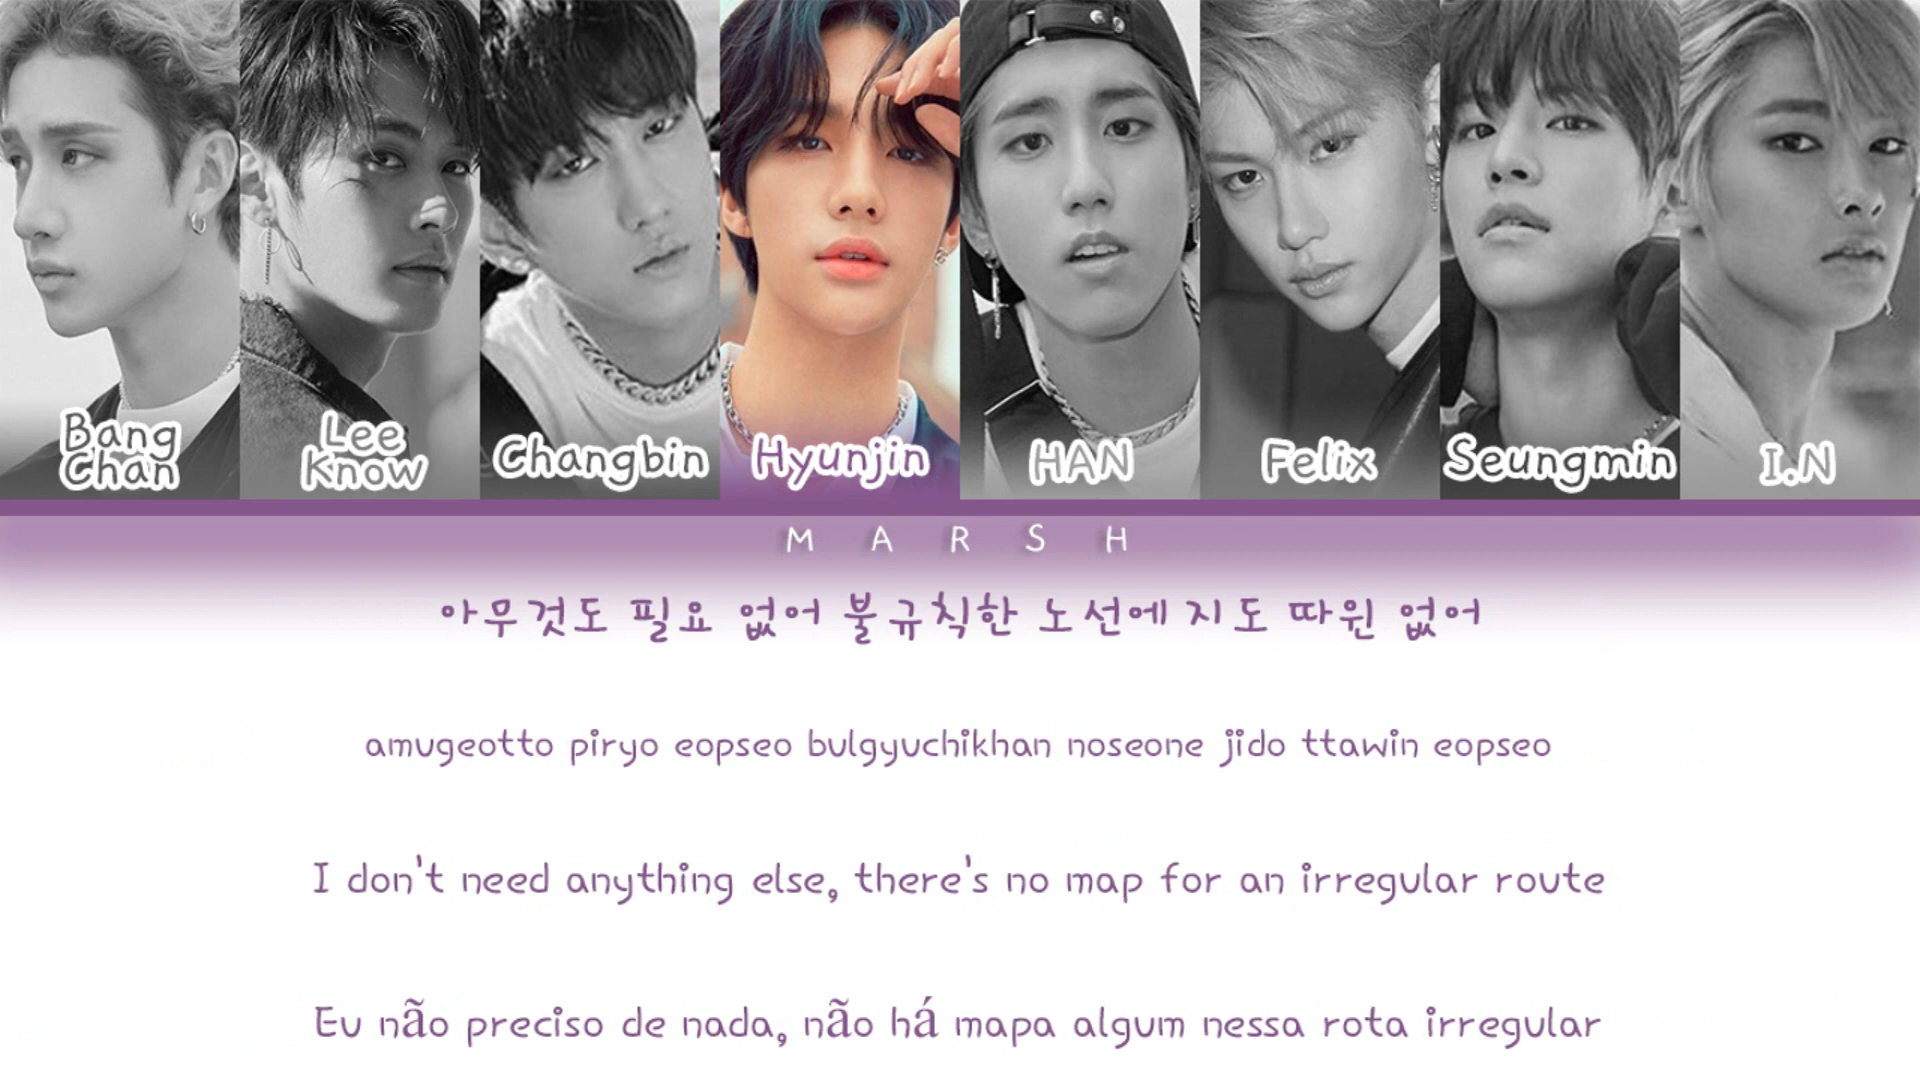 Bang
Chan
Lee
Know
Changbin
Hyunjin
HAN
Felix
Seungmin
I.N
M A R S H
아무것도 필요 없어 불규칙한 노선에 지도 따윈 없어
amugeotto piryo eopseo bulgyuchikhan noseone jido ttawin eopseo
I don't need anything else, there's no map for an irregular route
Eu não preciso de nada, não há mapa algum nessa rota irregular